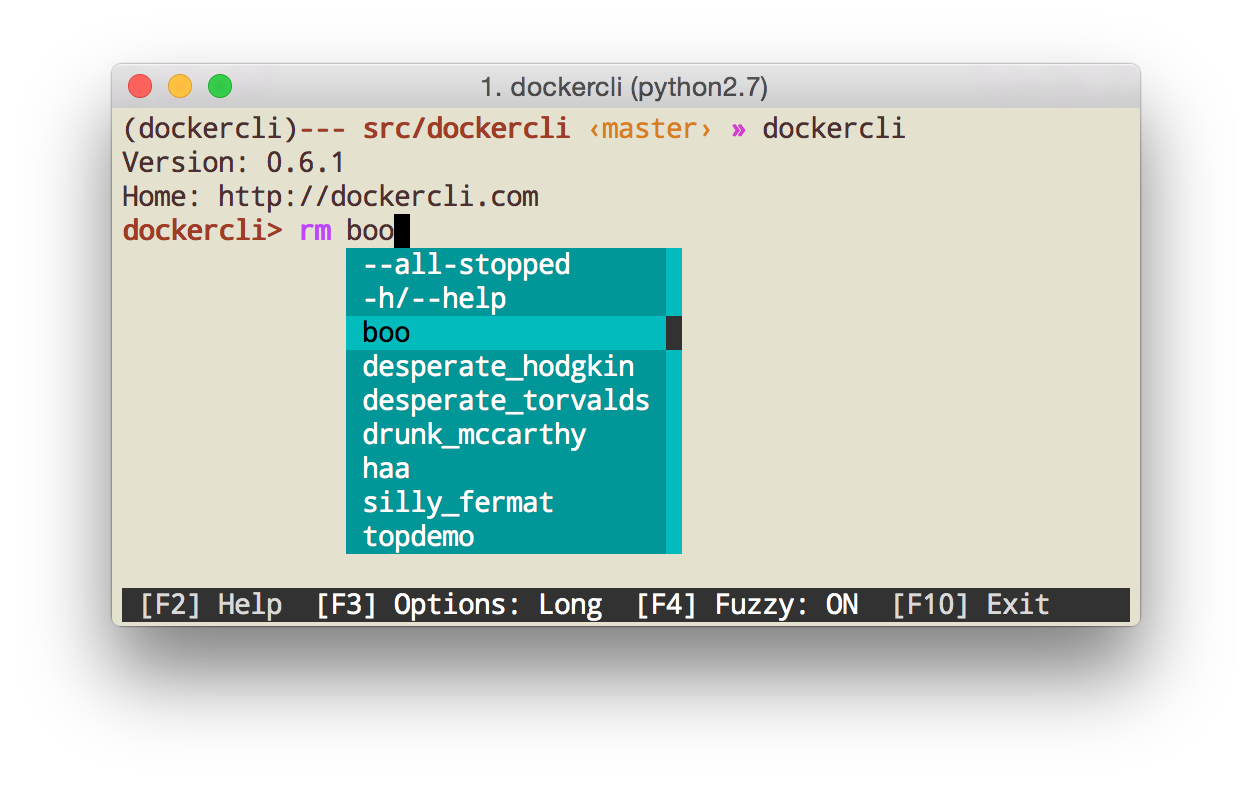 1. dockercli (python2.7)
(dockercli)--- src/dockercli ‹master› » dockercli
Version: 0.6.1
Home: http://dockercli.com
dockercli> rm boo
--all-stopped
-h/--help
boo
desperate_hodgkin
desperate_torvalds
drunk_mccarthy
haa
silly_fermat
topdemo
[F2] Help [F3] Options: Long [F4] Fuzzy: ON [F10] Exit